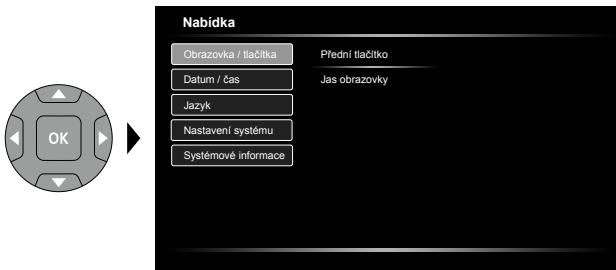 Nabídka
Obrazovka / tlačítka
Přední tlačítko
Datum / čas
Jas obrazovky
Jazyk
OK
Nastavení systému
Systémové informace